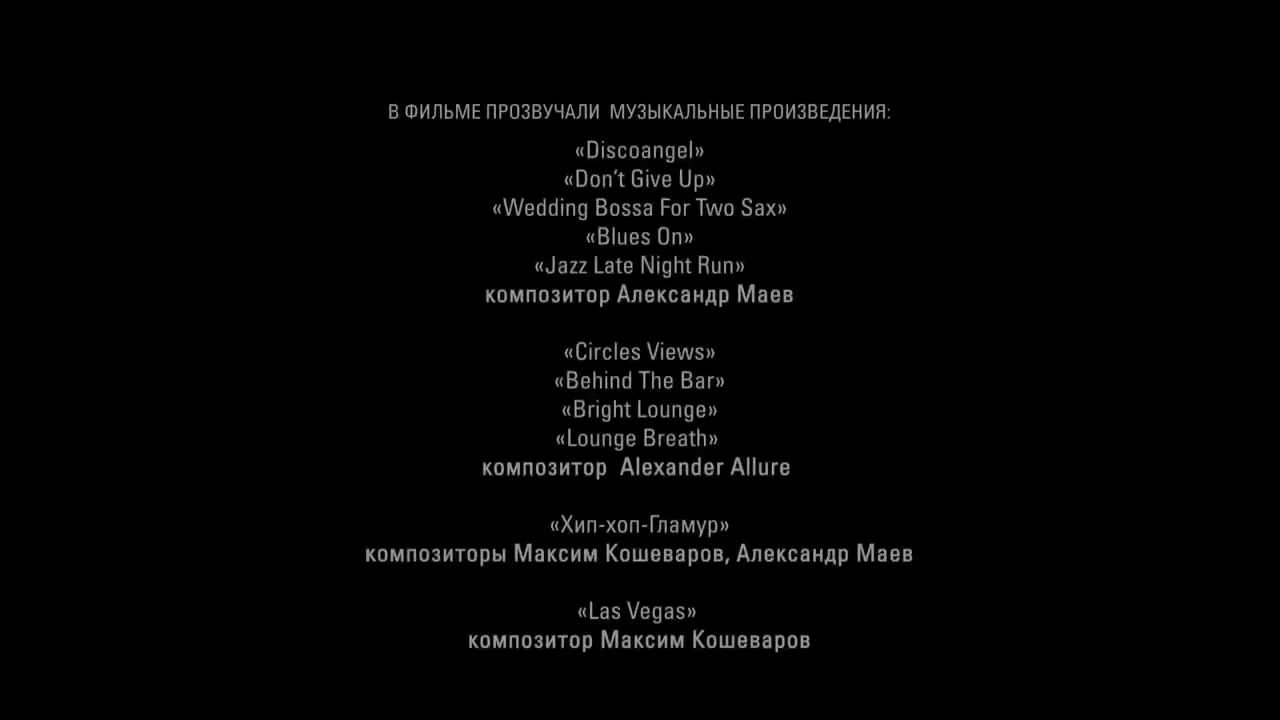 В ФИЛЬМЕ ПРОЗВУЧАЛИ МУЗЫКАЛЬНЫЕ ПРОИЗВЕДЕНИЯ:
«Discoangel»
«Don’t Give Up»
«Wedding Bossa For Two Sax»
«Blues On»
«Jazz Late Night Run»
композитор Александр Маев
«Circles Views»
«Behind The Bar»
«Bright Lounge»
«Lounge Breath»
композитор Alexander Allure
«Хип-хоп-Гламур»
композиторы Максим Кошеваров, Александр Маев
«Las Vegas»
композитор Максим Кошеваров